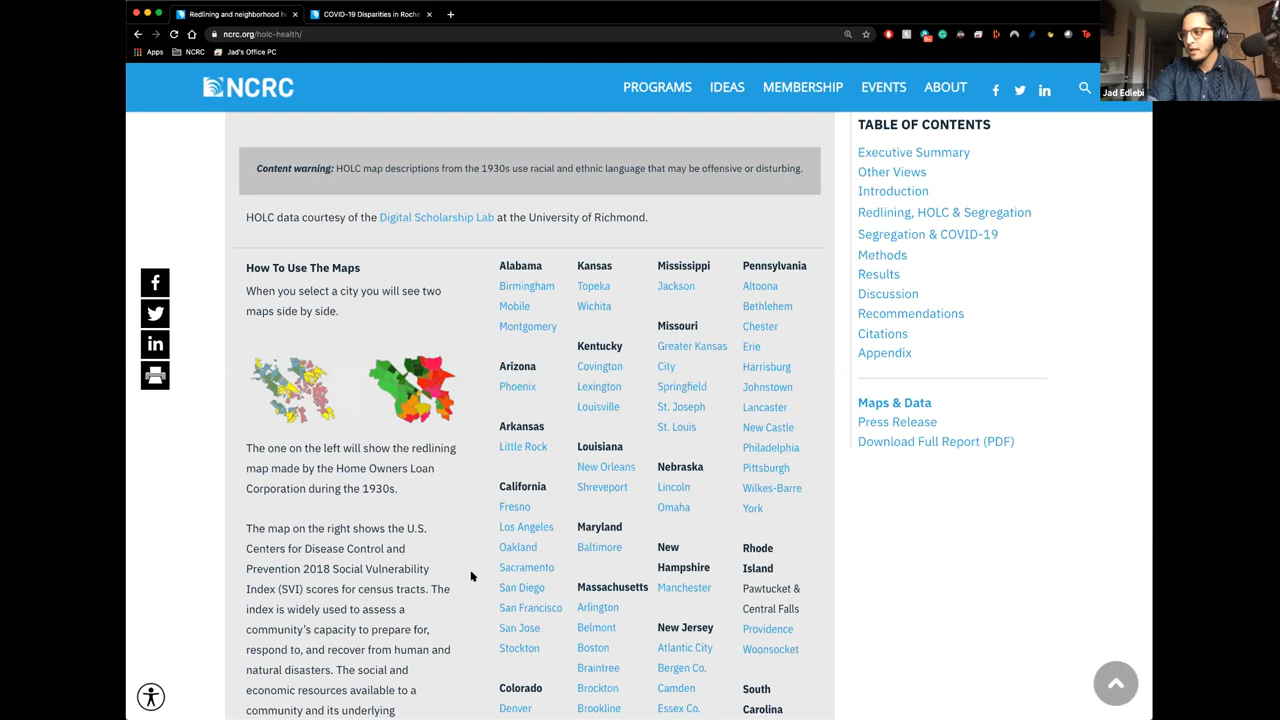 Redlining and neighborhood h
COVID-19 Disparities in Roche
ncrc.org/holc-health/
Apps
NCRC
Jad's Office PC
Jad Edlebi
NCRC
PROGRAMS
IDEAS
MEMBERSHIP
EVENTS
ABOUT
Content warning: HOLC map descriptions from the 1930s use racial and ethnic language that may be offensive or disturbing.
HOLC data courtesy of the Digital Scholarship Lab at the University of Richmond.
How To Use The Maps
When you select a city you will see two
maps side by side.
The one on the left will show the redlining
map made by the Home Owners Loan
Corporation during the 1930s.
The map on the right shows the U.S.
Centers for Disease Control and
Prevention 2018 Social Vulnerability
Index (SVI) scores for census tracts. The
index is widely used to assess a
community's capacity to prepare for,
respond to, and recover from human and
natural disasters. The social and
economic resources available to a
community and its underlying
Alabama
Birmingham
Mobile
Montgomery
Arizona
Phoenix
Arkansas
Little Rock
California
Fresno
Los Angeles
Oakland
Sacramento
San Diego
San Francisco
San Jose
Stockton
Colorado
Denver
Kansas
Topeka
Wichita
Kentucky
Covington
Lexington
Louisville
Louisiana
New Orleans
Shreveport
Maryland
Baltimore
Massachusetts
Arlington
Belmont
Boston
Braintree
Brockton
Brookline
Mississippi
Jackson
Missouri
Greater Kansas
City
Springfield
St. Joseph
St. Louis
Nebraska
Lincoln
Omaha
New
Hampshire
Manchester
New Jersey
Atlantic City
Bergen Co.
Camden
Essex Co.
Pennsylvania
Altoona
Bethlehem
Chester
Erie
Harrisburg
Johnstown
Lancaster
New Castle
Philadelphia
Pittsburgh
Wilkes-Barre
York
Rhode
Island
Pawtucket &
Central Falls
Providence
Woonsocket
South
Carolina
TABLE OF CONTENTS
Executive Summary
Other Views
Introduction
Redlining, HOLC & Segregation
Segregation & COVID-19
Methods
Results
Discussion
Recommendations
Citations
Appendix
Maps & Data
Press Release
Download Full Report (PDF)